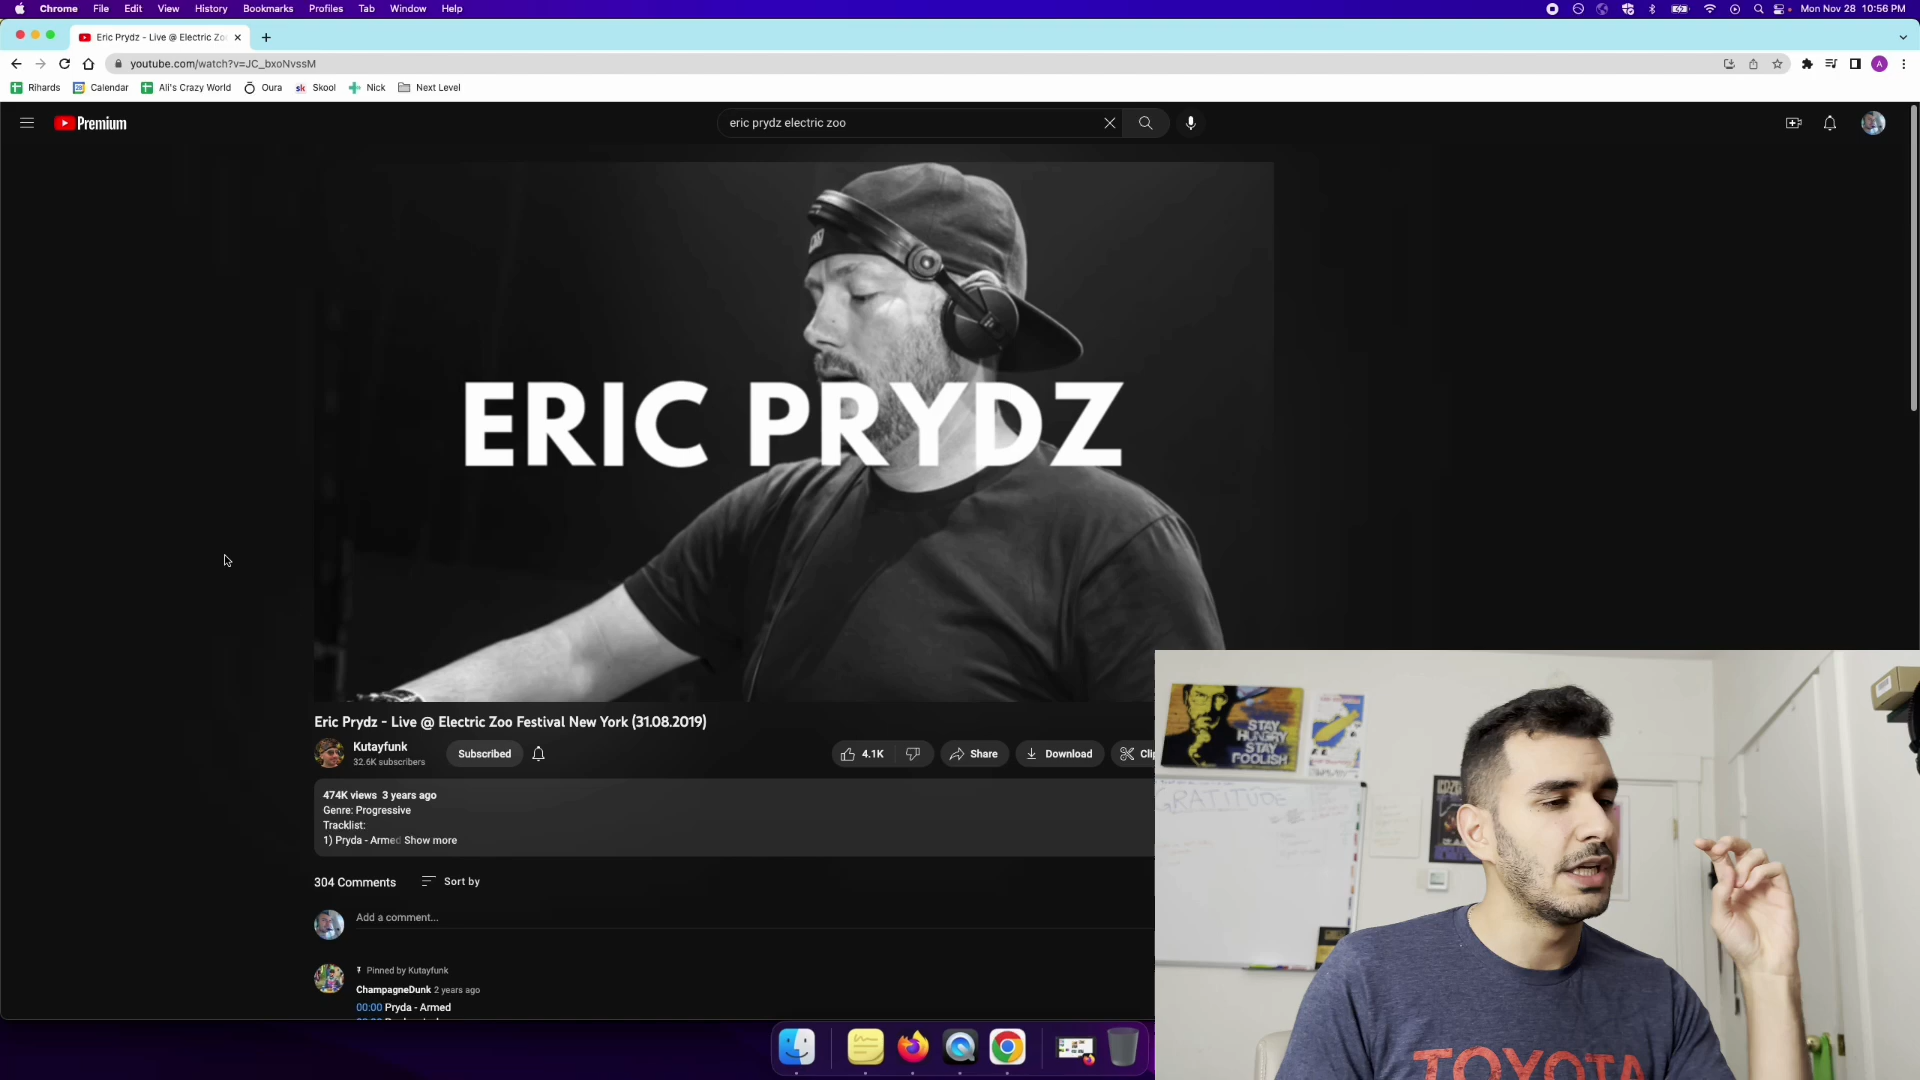 Chrome File Edit View History Bookmarks Profiles Tab Window Help
Mon Nov 28 10:56 PM
Eric Prydz - Live @ Electric Zo
youtube.com/watch?v=JC_bxoNvssM
A
Rihards Calendar Ali's Crazy World Oura sk Skool Nick Next Level
Premium
eric prydz electric zoo
ERIC PRYDZ
Eric Prydz - Live @ Electric Zoo Festival New York (31.08.2019)
Kutayfunk
32.6K subscribers
Subscribed
4.1K
Share
Download
Clip
474K views 3 years ago
Genre: Progressive
Tracklist:
1) Pryda - Armed Show more
304 Comments
Sort by
Add a comment...
Pinned by Kutayfunk
ChampagneDunk 2 years ago
00:00 Pryda - Armed
STAY
HUNGRY
STAY
FOOLISH
GRATITUDE
TOYOTA